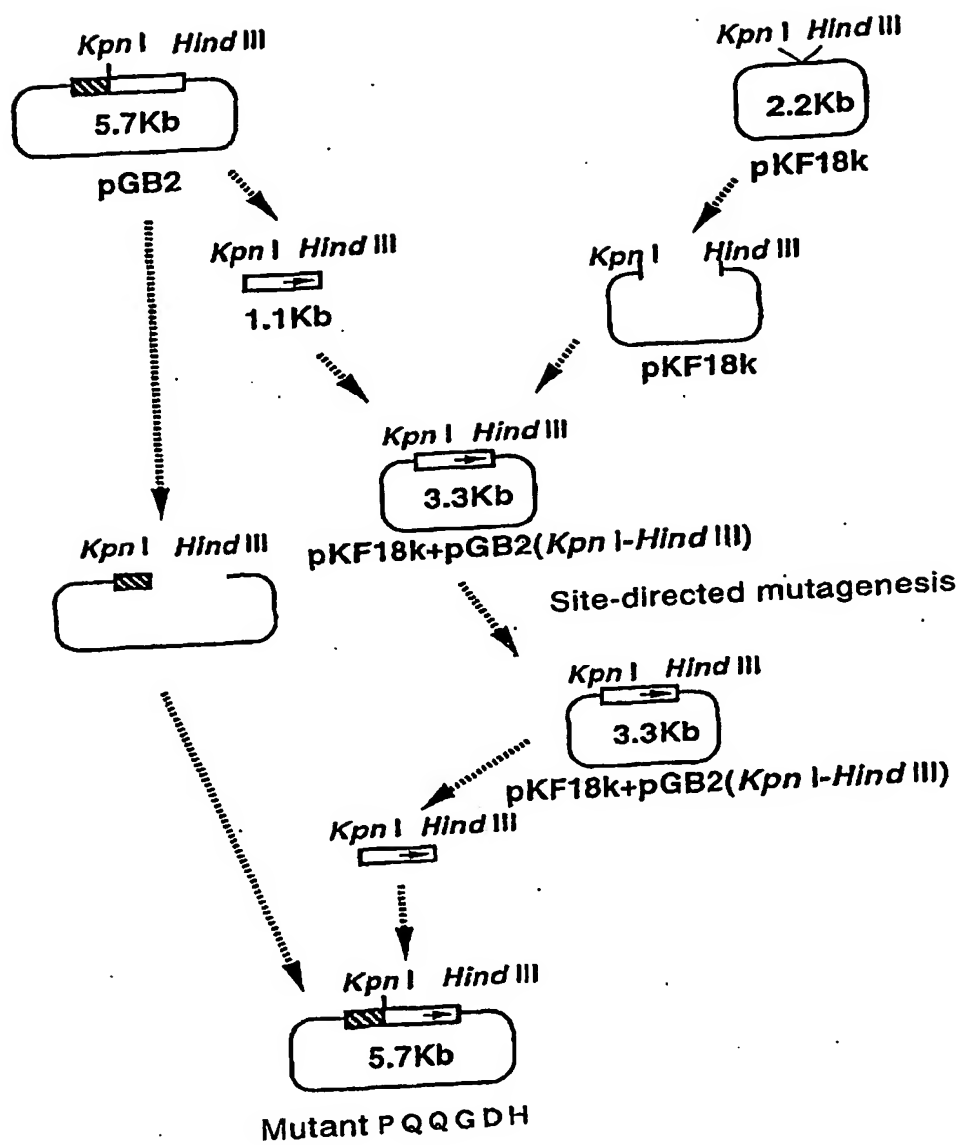 Kpn I Hind III
5.7Kb
pGB2
Kpn I Hind III
2.2Kb
pKF18k
Kpn I Hind III
1.1Kb
Kpn I Hind III
pKF18k
Kpn I Hind III
3.3Kb
pKF18k+pGB2(Kpn I-Hind III)
Kpn I Hind III
Site-directed mutagenesis
Kpn I Hind III
3.3Kb
pKF18k+pGB2(Kpn I-Hind III)
Kpn I Hind III
Kpn I Hind III
5.7Kb
Mutant PQQGDH